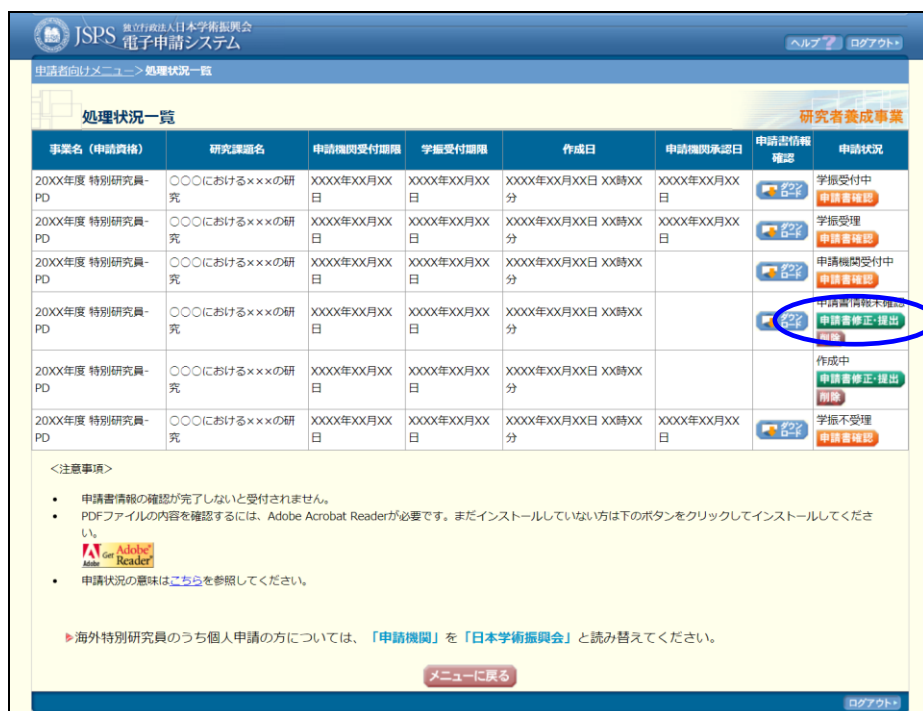 JSPS 独立行政法人日本学術振興会
電子申請システム
ヘルプ? ログアウト
申請者向けメニュー>処理状況一覧
処理状況一覧
研究者養成事業
事業名（申請資格） 研究課題名 申請機関受付期限 学振受付期限 作成日 申請機関承認日 申請書情報確認 申請状況
20XX年度 特別研究員-PD ○○○における×××の研究 XXXX年XX月XX日 XXXX年XX月XX日 XXXX年XX月XX日 XX時XX分 XXXX年XX月XX日 ダウンロード 学振受付中 申請書確認
20XX年度 特別研究員-PD ○○○における×××の研究 XXXX年XX月XX日 XXXX年XX月XX日 XXXX年XX月XX日 XX時XX分 XXXX年XX月XX日 ダウンロード 学振受理 申請書確認
20XX年度 特別研究員-PD ○○○における×××の研究 XXXX年XX月XX日 XXXX年XX月XX日 XXXX年XX月XX日 XX時XX分 ダウンロード 申請機関受付中 申請書確認
20XX年度 特別研究員-PD ○○○における×××の研究 XXXX年XX月XX日 XXXX年XX月XX日 XXXX年XX月XX日 XX時XX分 ダウンロード 申請書情報未確認 申請書修正・提出 削除
20XX年度 特別研究員-PD ○○○における×××の研究 XXXX年XX月XX日 XXXX年XX月XX日 XXXX年XX月XX日 XX時XX分 作成中 申請書修正・提出 削除
20XX年度 特別研究員-PD ○○○における×××の研究 XXXX年XX月XX日 XXXX年XX月XX日 XXXX年XX月XX日 XX時XX分 XXXX年XX月XX日 ダウンロード 学振不受理 申請書確認
<注意事項>
• 申請書情報の確認が完了しないと受付されません。
• PDFファイルの内容を確認するには、Adobe Acrobat Readerが必要です。まだインストールしていない方は下のボタンをクリックしてインストールしてくださ
い。
Adobe Get Adobe Reader
• 申請状況の意味はこちらを参照してください。
海外特別研究員のうち個人申請の方については、「申請機関」を「日本学術振興会」と読み替えてください。
メニューに戻る
ログアウト